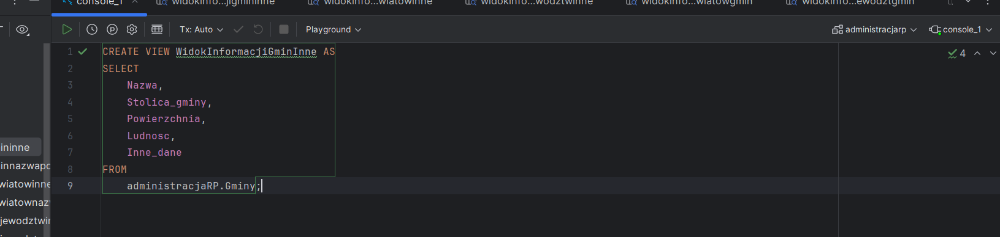 console_1 widokinfo...jigmininne widokinfo...wiatowinne widokinfo...wodztwinne widokinfo...wiatowgmin widokinfo...ewodztgmin
Tx: Auto Playground administracjarp console_1
1 CREATE VIEW WidokInformacjiGminInne AS
4
2 SELECT
3 Nazwa,
4 Stolica_gminy,
5 Powierzchnia,
6 Ludnosc,
7 Inne_dane
8 FROM
9 administracjaRP.Gminy;
ininne
innazwapo
wiatowinne
wiatownaz
jewodztwin